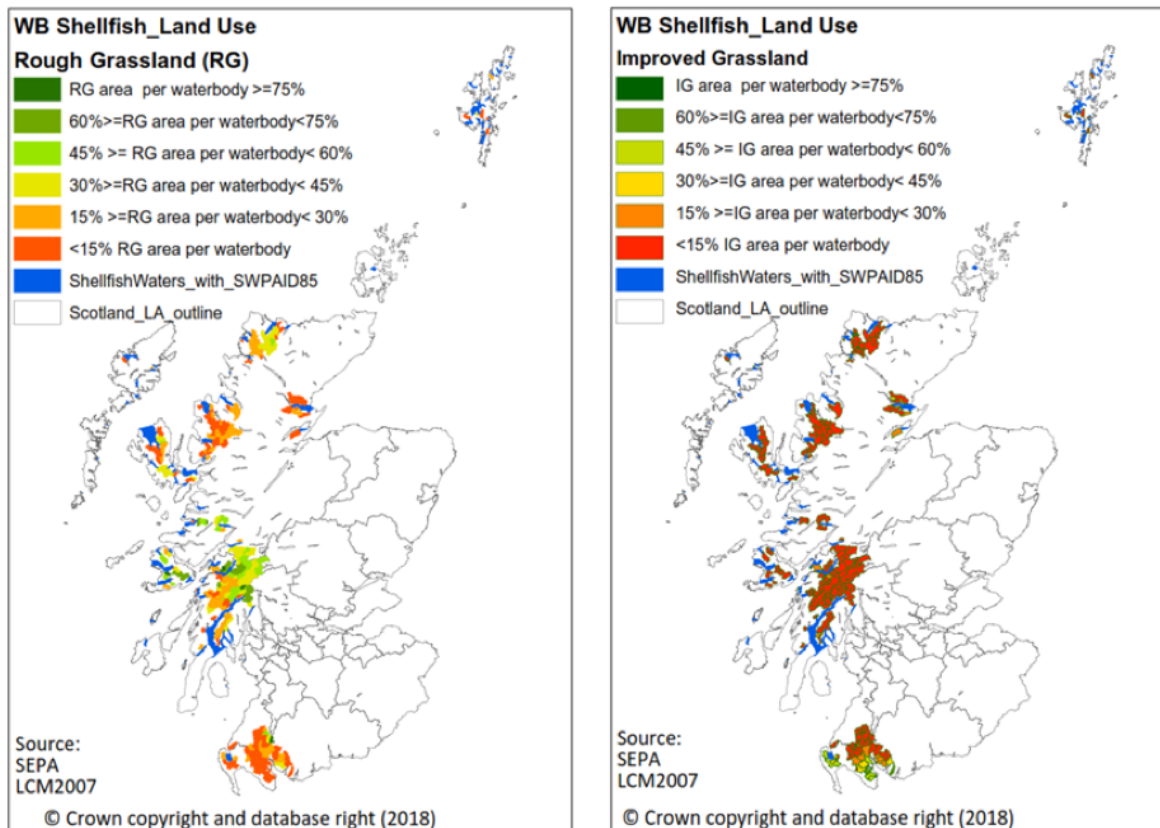 WB Shellfish_Land Use
Rough Grassland (RG)
RG area per waterbody >=75%
60%>=RG area per waterbody<75%
45% >= RG area per waterbody< 60%
30%>=RG area per waterbody< 45%
15% >=RG area per waterbody< 30%
<15% RG area per waterbody
ShellfishWaters_with_SWPAID85
Scotland_LA_outline
Source:
SEPA
LCM2007
© Crown copyright and database right (2018)
WB Shellfish_Land Use
Improved Grassland
IG area per waterbody >=75%
60%>=IG area per waterbody<75%
45% >= IG area per waterbody< 60%
30%>=IG area per waterbody< 45%
15% >=IG area per waterbody< 30%
<15% IG area per waterbody
ShellfishWaters_with_SWPAID85
Scotland_LA_outline
Source:
SEPA
LCM2007
© Crown copyright and database right (2018)